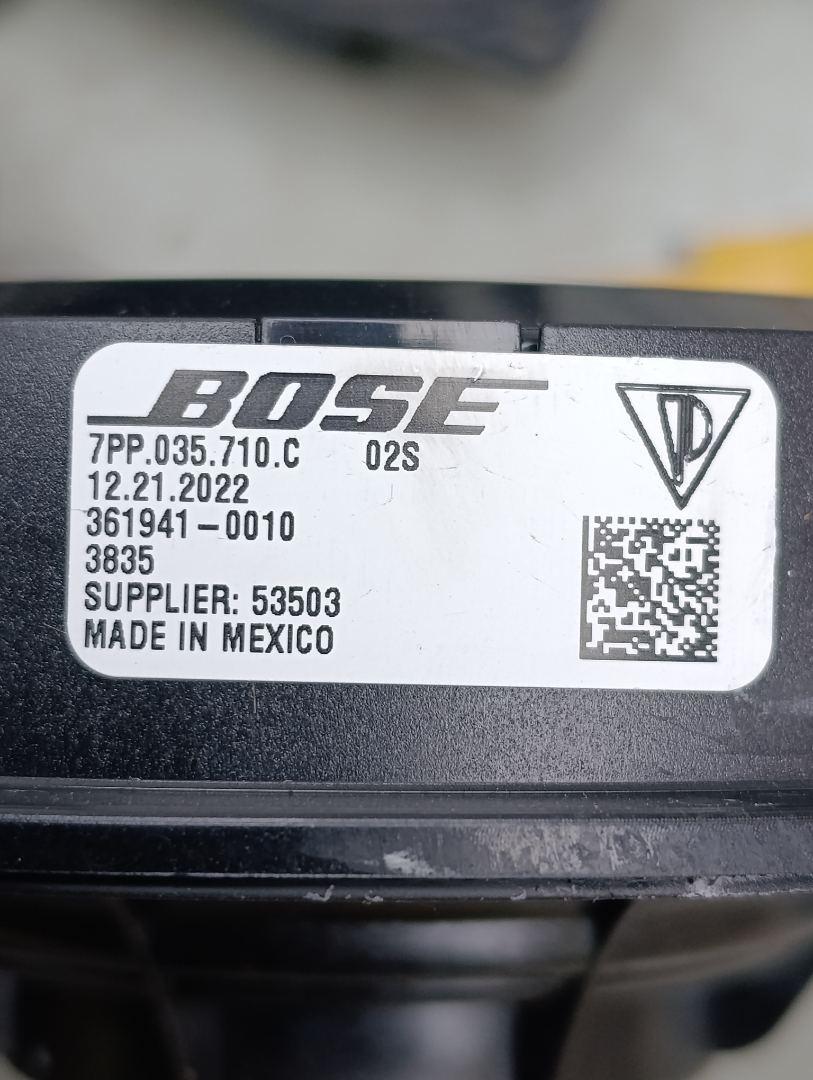 BOSE
7PP.035.710.C 02S
12.21.2022
361941-0010
3835
SUPPLIER: 53503
MADE IN MEXICO